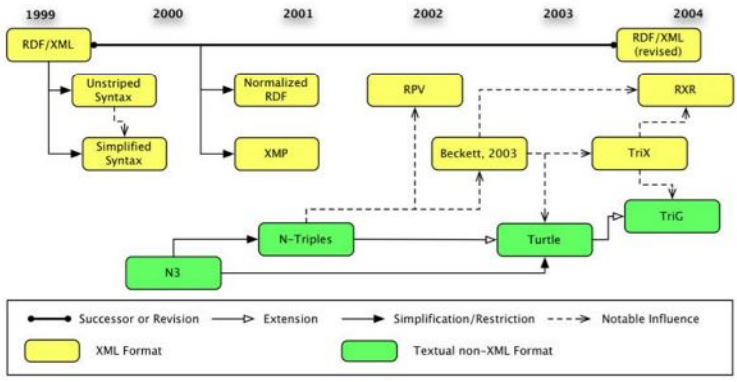 1999 2000 2001 2002 2003 2004
RDF/XML
RDF/XML
(revised)
Unstriped
Syntax
Normalized
RDF
RPV
RXR
Simplified
Syntax
XMP
Beckett, 2003
TriX
TriG
N-Triples
Turtle
N3
Successor or Revision
Extension
Simplification/Restriction
Notable Influence
XML Format
Textual non-XML Format